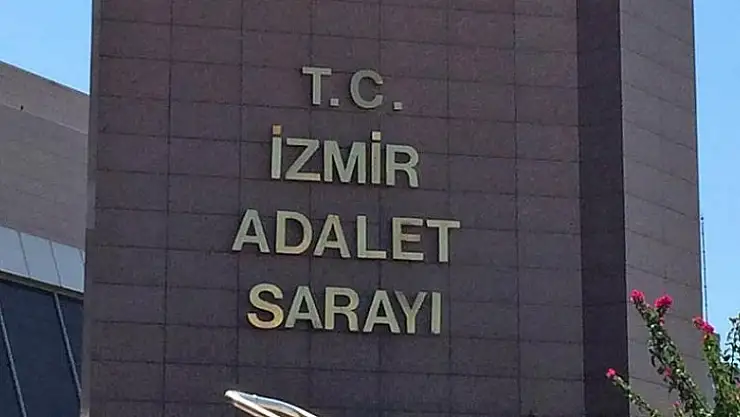 T.C.
İZMİR
ADALET
SARAYI